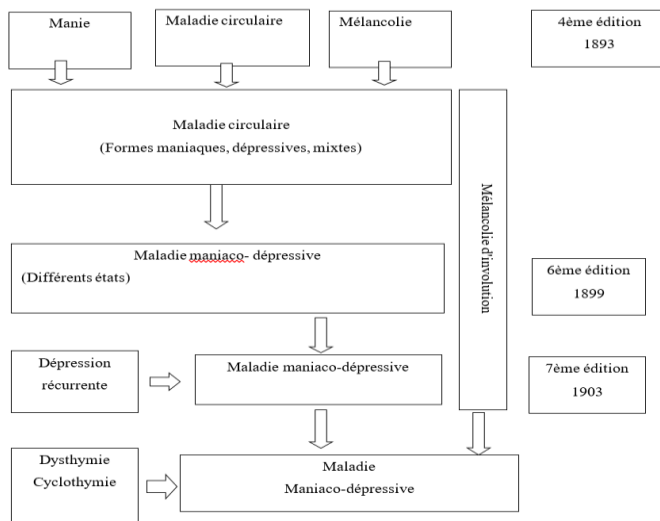 Manie
Maladie circulaire
Mélancolie
4ème édition
1893
Maladie circulaire
(Formes maniaques, dépressives, mixtes)
Mélancolie d'involution
Maladie maniaco- dépressive
(Différents états)
6ème édition
1899
Dépression
récurrente
Maladie maniaco-dépressive
7ème édition
1903
Dysthymie
Cyclothymie
Maladie
Maniaco-dépressive